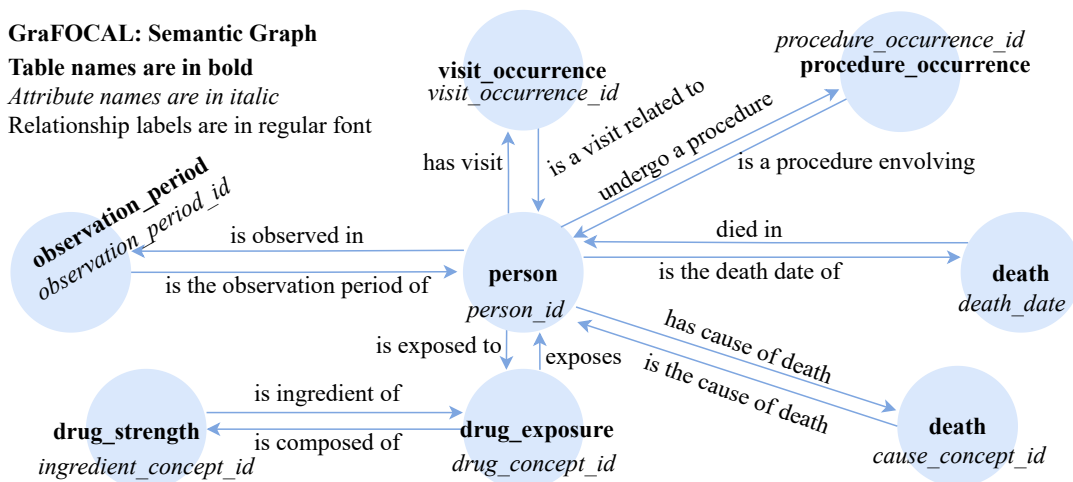 GraFOCAL: Semantic Graph
Table names are in bold
Attribute names are in italic
Relationship labels are in regular font
visit_occurrence
visit_occurrence_id
procedure_occurrence_id
procedure_occurrence
has visit
is a visit related to
undergo a procedure
is a procedure envolving
observation_period
observation_period_id
is observed in
is the observation period of
person
person_id
died in
is the death date of
death
death_date
is exposed to
exposes
has cause of death
is the cause of death
drug_strength
ingredient_concept_id
is ingredient of
is composed of
drug_exposure
drug_concept_id
death
cause_concept_id